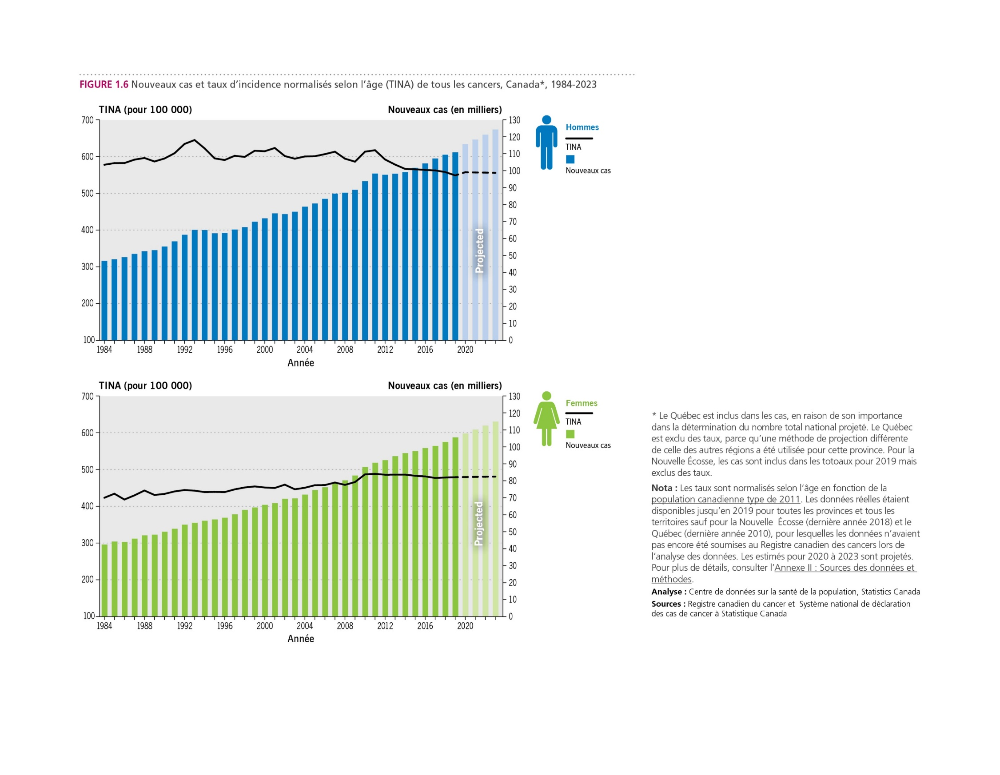 FIGURE 1.6 Nouveaux cas et taux d’incidence normalisés selon l’âge (TINA) de tous les cancers, Canada*, 1984-2023
TINA (pour 100 000)
Nouveaux cas (en milliers)
700
600
500
400
300
200
100
130
120
110
100
90
80
70
60
50
40
30
20
10
0
Projected
1984 1988 1992 1996 2000 2004 2008 2012 2016 2020
Année
Hommes
TINA
Nouveaux cas
TINA (pour 100 000)
Nouveaux cas (en milliers)
700
600
500
400
300
200
100
130
120
110
100
90
80
70
60
50
40
30
20
10
0
Projected
1984 1988 1992 1996 2000 2004 2008 2012 2016 2020
Année
Femmes
TINA
Nouveaux cas
* Le Québec est inclus dans les cas, en raison de son importance
dans la détermination du nombre total national projeté. Le Québec
est exclu des taux, parce qu’une méthode de projection différente
de celle des autres régions a été utilisée pour cette province. Pour la
Nouvelle Écosse, les cas sont inclus dans les totoaux pour 2019 mais
exclus des taux.
Nota : Les taux sont normalisés selon l’âge en fonction de la
population canadienne type de 2011. Les données réelles étaient
disponibles jusqu’en 2019 pour toutes les provinces et tous les
territoires sauf pour la Nouvelle Écosse (dernière année 2018) et le
Québec (dernière année 2010), pour lesquelles les données n’avaient
pas encore été soumises au Registre canadien des cancers lors de
l’analyse des données. Les estimés pour 2020 à 2023 sont projetés.
Pour plus de détails, consulter l’Annexe II : Sources des données et
méthodes.
Analyse : Centre de données sur la santé de la population, Statistics Canada
Sources : Registre canadien du cancer et Système national de déclaration
des cas de cancer à Statistique Canada